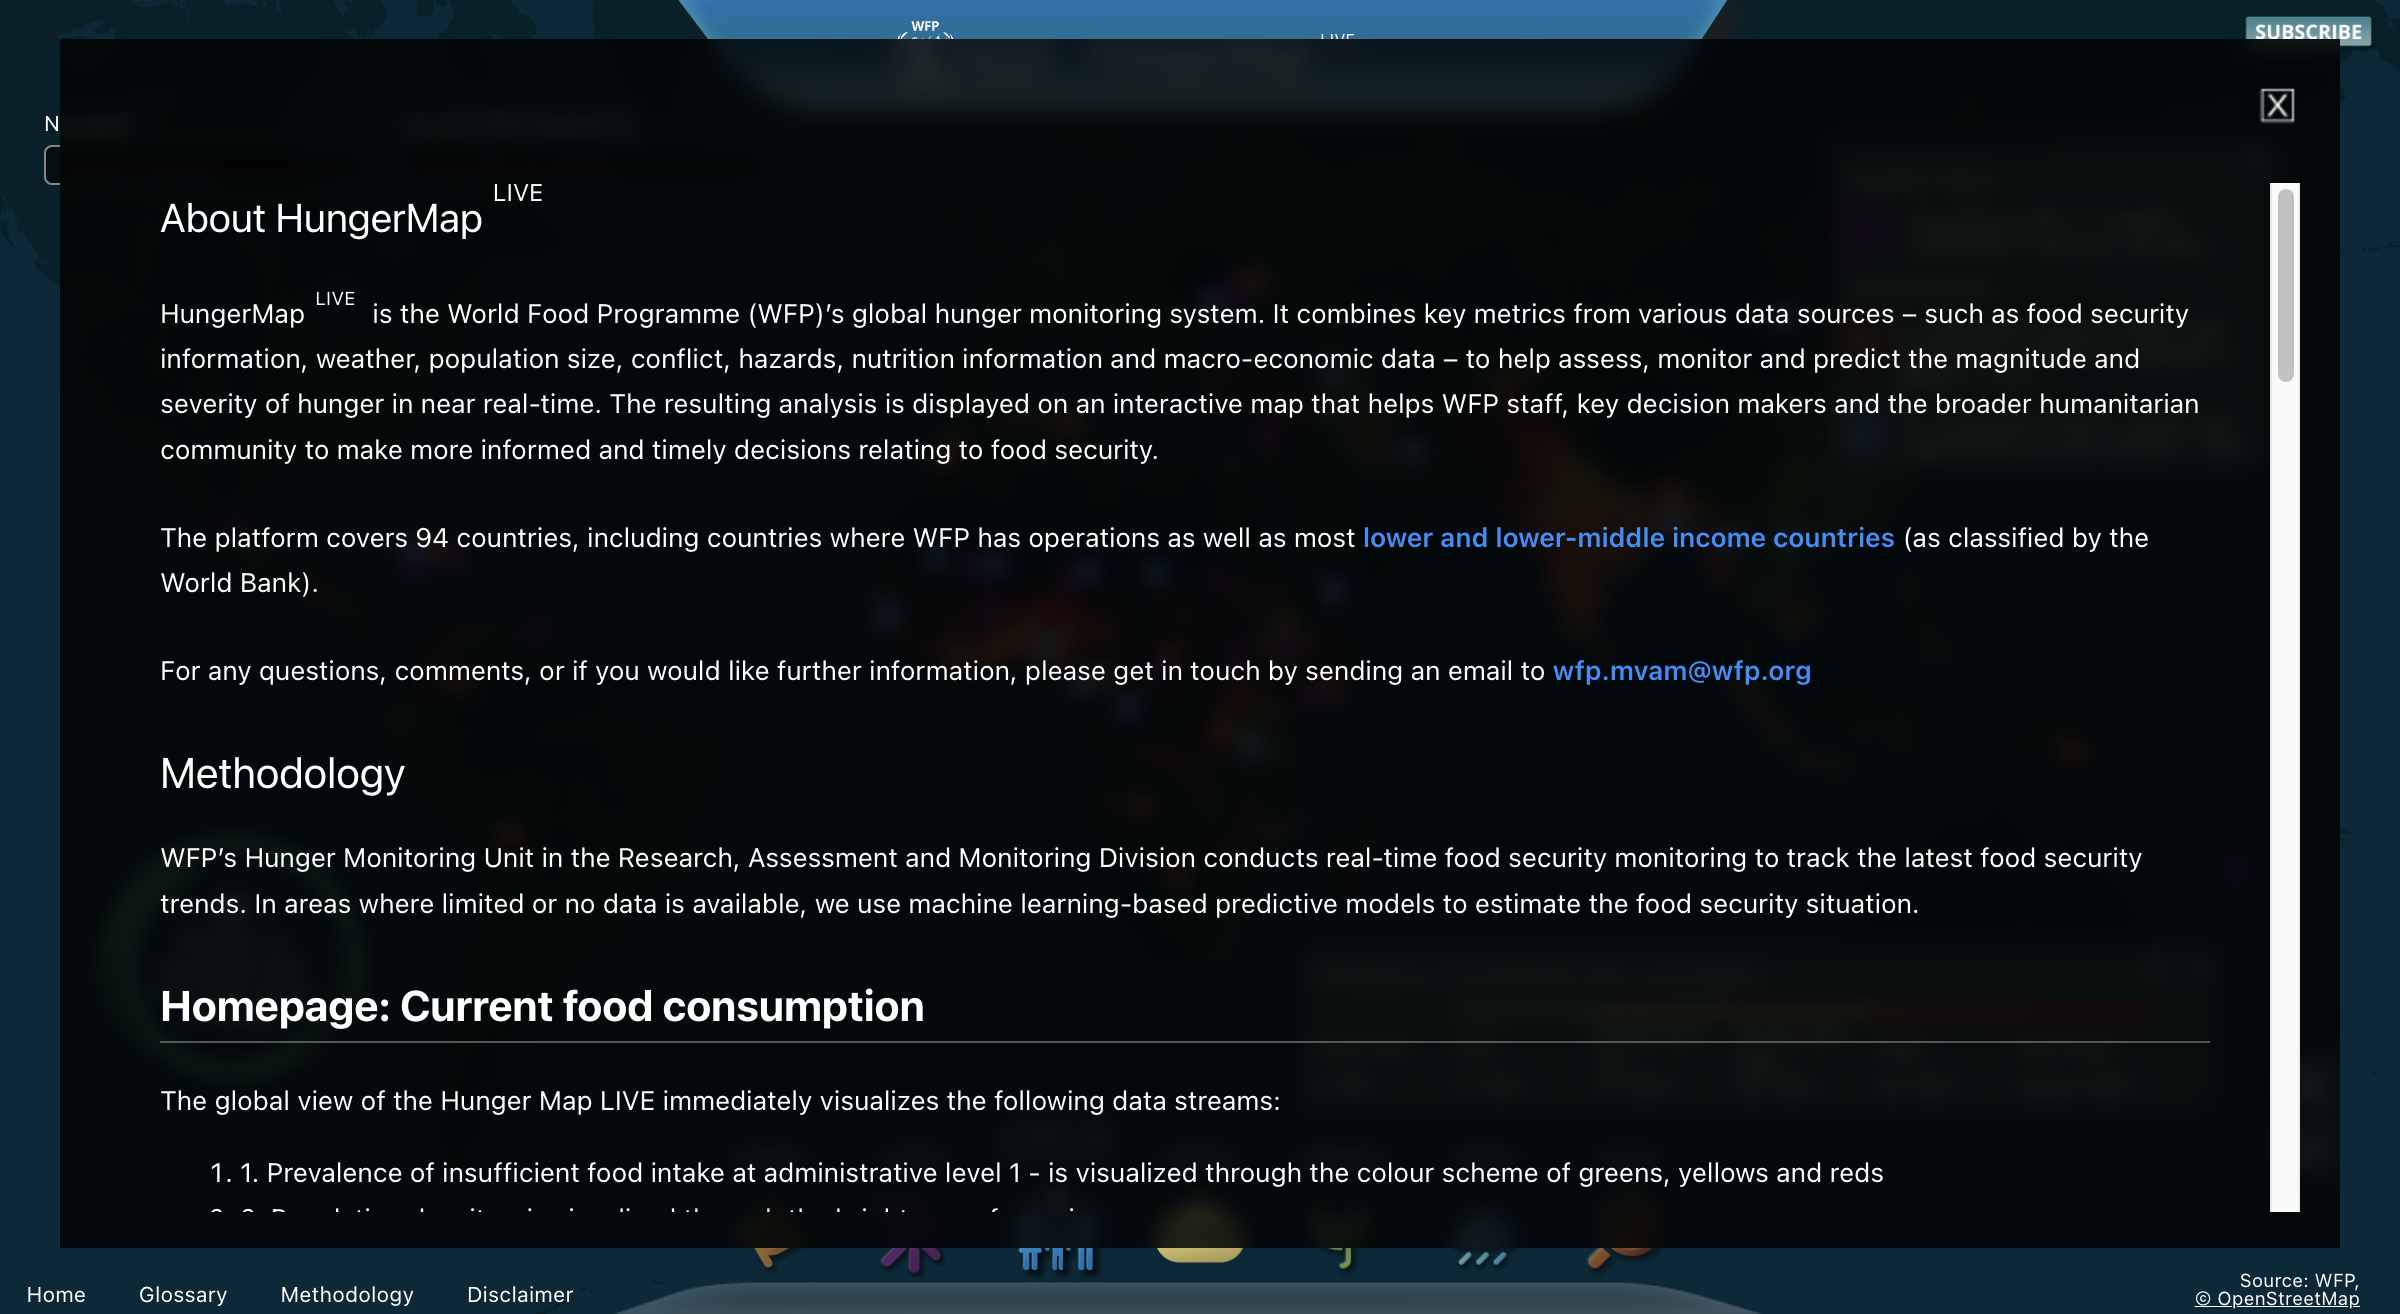 WFP
LIVE
SUBSCRIBE
N
X
About HungerMap LIVE
HungerMap LIVE is the World Food Programme (WFP)’s global hunger monitoring system. It combines key metrics from various data sources – such as food security
information, weather, population size, conflict, hazards, nutrition information and macro-economic data – to help assess, monitor and predict the magnitude and
severity of hunger in near real-time. The resulting analysis is displayed on an interactive map that helps WFP staff, key decision makers and the broader humanitarian
community to make more informed and timely decisions relating to food security.
The platform covers 94 countries, including countries where WFP has operations as well as most lower and lower-middle income countries (as classified by the
World Bank).
For any questions, comments, or if you would like further information, please get in touch by sending an email to wfp.mvam@wfp.org
Methodology
WFP’s Hunger Monitoring Unit in the Research, Assessment and Monitoring Division conducts real-time food security monitoring to track the latest food security
trends. In areas where limited or no data is available, we use machine learning-based predictive models to estimate the food security situation.
Homepage: Current food consumption
The global view of the Hunger Map LIVE immediately visualizes the following data streams:
1. 1. Prevalence of insufficient food intake at administrative level 1 - is visualized through the colour scheme of greens, yellows and reds
Home
Glossary
Methodology
Disclaimer
Source: WFP,
© OpenStreetMap